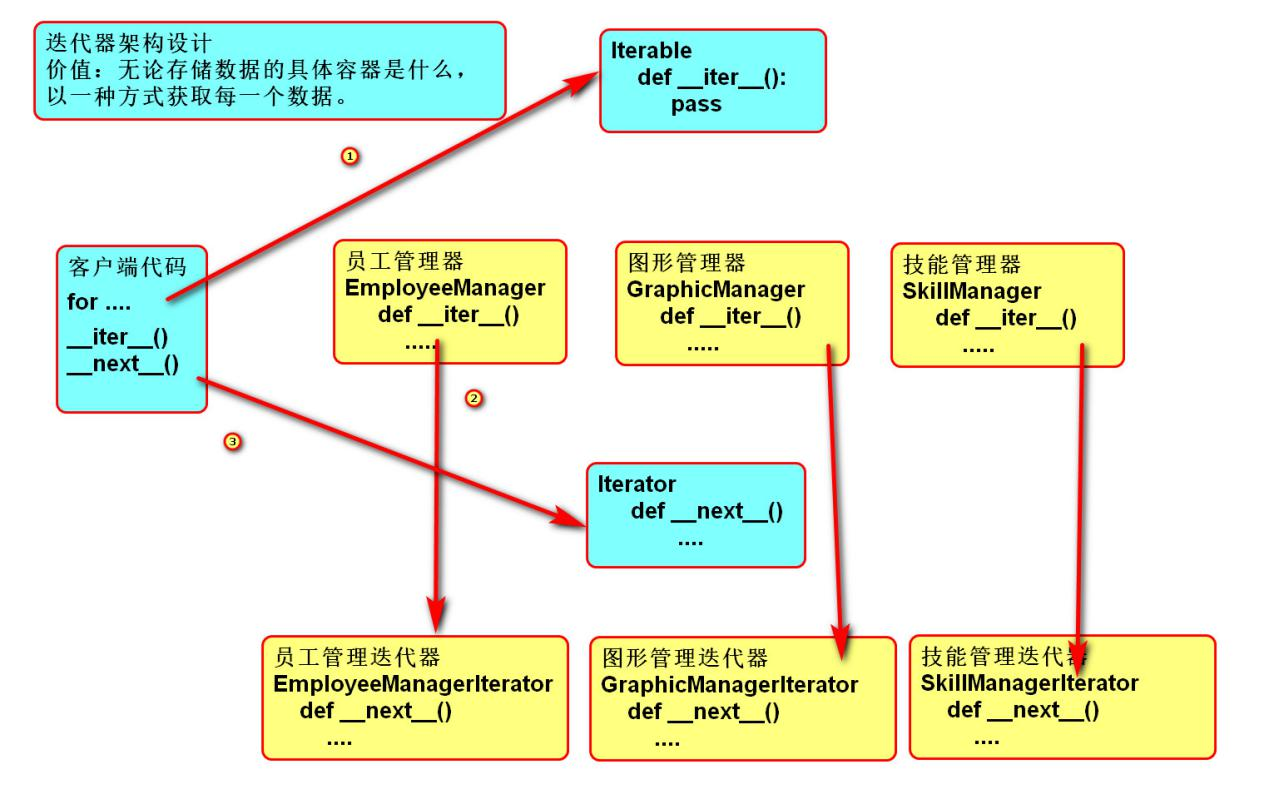 迭代器架构设计
价值：无论存储数据的具体容器是什么，
以一种方式获取每一个数据。
Iterable
def __iter__():
pass
①
客户端代码
for ....
__iter__()
__next__()
员工管理器
EmployeeManager
def __iter__()
.....
图形管理器
GraphicManager
def __iter__()
.....
技能管理器
SkillManager
def __iter__()
.....
②
③
Iterator
def __next__()
....
员工管理迭代器
EmployeeManagerIterator
def __next__()
....
图形管理迭代器
GraphicManagerIterator
def __next__()
....
技能管理迭代器
SkillManagerIterator
def __next__()
....